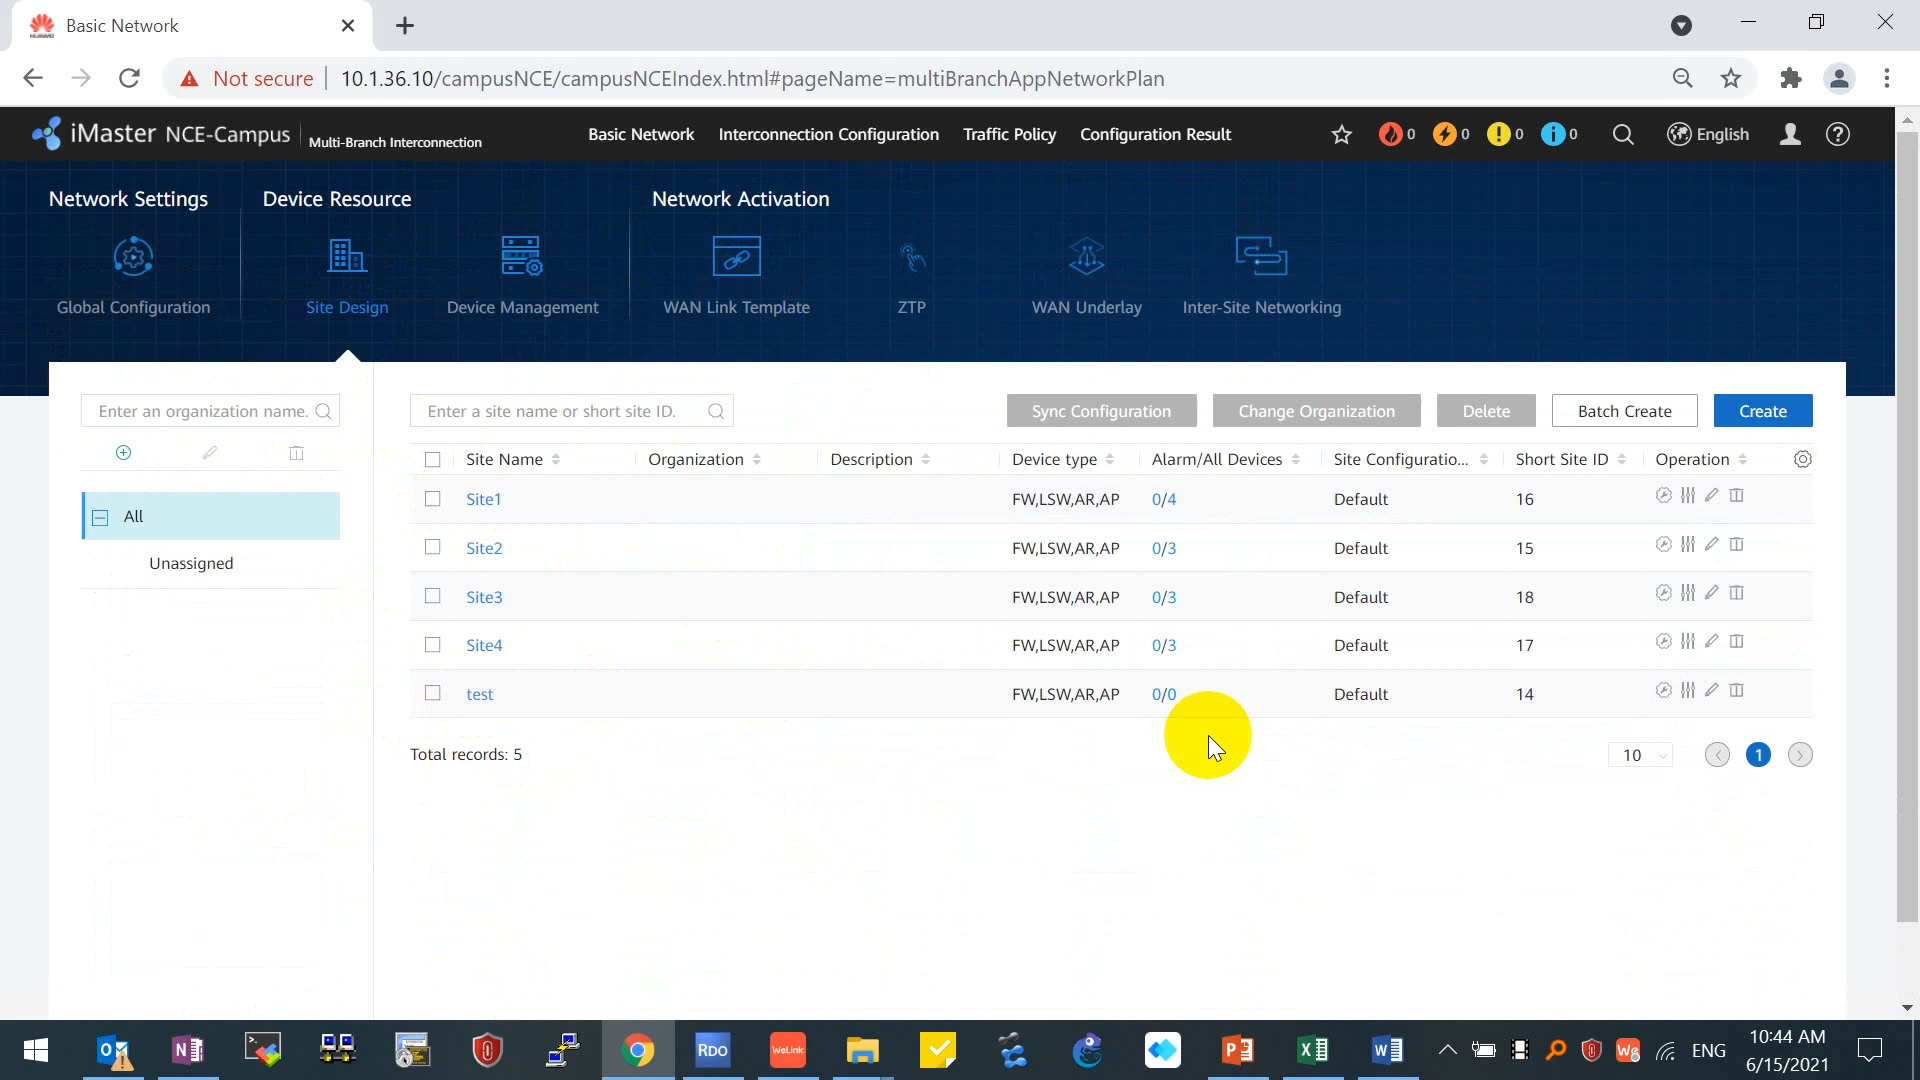 Basic Network
Not secure
10.1.36.10/campusNCE/campusNCEIndex.html#pageName=multiBranchAppNetworkPlan
iMaster NCE-Campus
Multi-Branch Interconnection
Basic Network
Interconnection Configuration
Traffic Policy
Configuration Result
0
0
0
0
English
Network Settings
Device Resource
Network Activation
Global Configuration
Site Design
Device Management
WAN Link Template
ZTP
WAN Underlay
Inter-Site Networking
Enter an organization name.
Enter a site name or short site ID.
Sync Configuration
Change Organization
Delete
Batch Create
Create
All
Unassigned
Site Name Organization Description Device type Alarm/All Devices Site Configuratio... Short Site ID Operation
Site1 FW,LSW,AR,AP 0/4 Default 16
Site2 FW,LSW,AR,AP 0/3 Default 15
Site3 FW,LSW,AR,AP 0/3 Default 18
Site4 FW,LSW,AR,AP 0/3 Default 17
test FW,LSW,AR,AP 0/0 Default 14
Total records: 5
10
1
RDO
WeLink
ENG
10:44 AM
6/15/2021